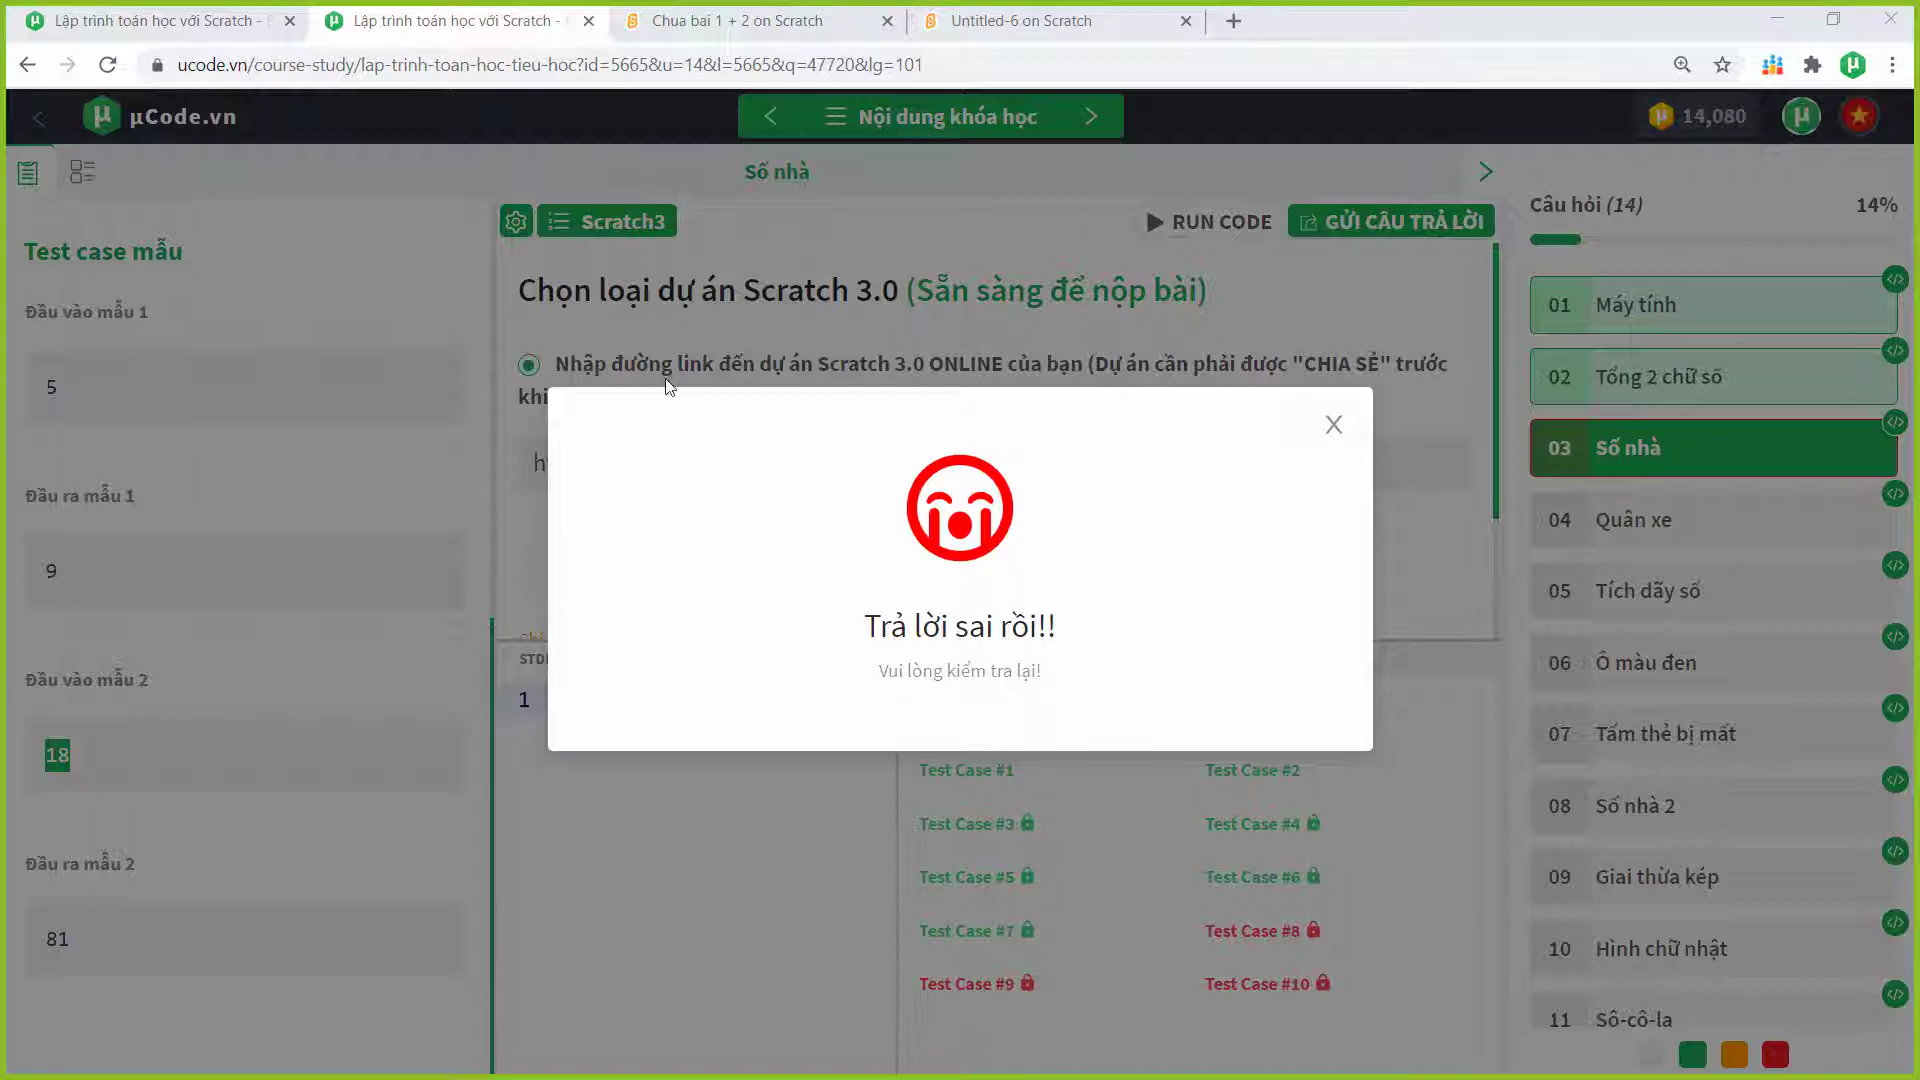 Lập trình toán học với Scratch -
Lập trình toán học với Scratch -
Chua bai 1 + 2 on Scratch
Untitled-6 on Scratch
ucode.vn/course-study/lap-trinh-toan-hoc-tieu-hoc?id=5665&u=14&l=5665&q=47720&lg=101
µCode.vn
Nội dung khóa học
14,080
Số nhà
Câu hỏi (14)
14%
Test case mẫu
Scratch3
RUN CODE
GỬI CÂU TRẢ LỜI
Chọn loại dự án Scratch 3.0 (Sẵn sàng để nộp bài)
Đầu vào mẫu 1
5
Nhập đường link đến dự án Scratch 3.0 ONLINE của bạn (Dự án cần phải được "CHIA SẺ" trước
khi
h
Đầu ra mẫu 1
9
Trả lời sai rồi!!
Vui lòng kiểm tra lại!
STD
1
Đầu vào mẫu 2
18
Đầu ra mẫu 2
81
Test Case #1
Test Case #2
Test Case #3
Test Case #4
Test Case #5
Test Case #6
Test Case #7
Test Case #8
Test Case #9
Test Case #10
01 Máy tính
02 Tổng 2 chữ số
03 Số nhà
04 Quân xe
05 Tích dãy số
06 Ô màu đen
07 Tấm thẻ bị mất
08 Số nhà 2
09 Giai thừa kép
10 Hình chữ nhật
11 Sô-cô-la